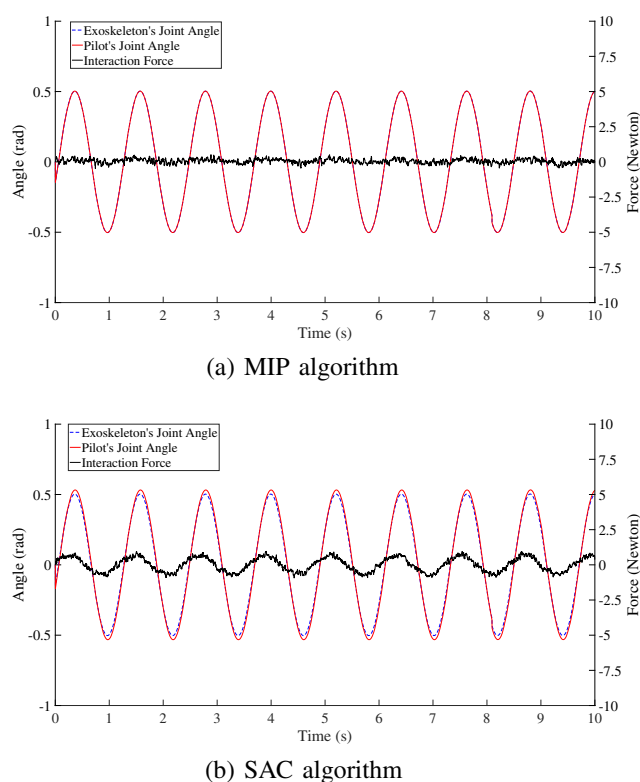 1
10
Exoskeleton's Joint Angle
Pilot's Joint Angle
Interaction Force
7.5
0.5
5
2.5
Angle (rad)
0
0
Force (Newton)
-2.5
-0.5
-5
-7.5
-1
-10
0 1 2 3 4 5 6 7 8 9 10
Time (s)
(a) MIP algorithm
1
10
Exoskeleton's Joint Angle
Pilot's Joint Angle
Interaction Force
7.5
0.5
5
2.5
Angle (rad)
0
0
Force (Newton)
-2.5
-0.5
-5
-7.5
-1
-10
0 1 2 3 4 5 6 7 8 9 10
Time (s)
(b) SAC algorithm